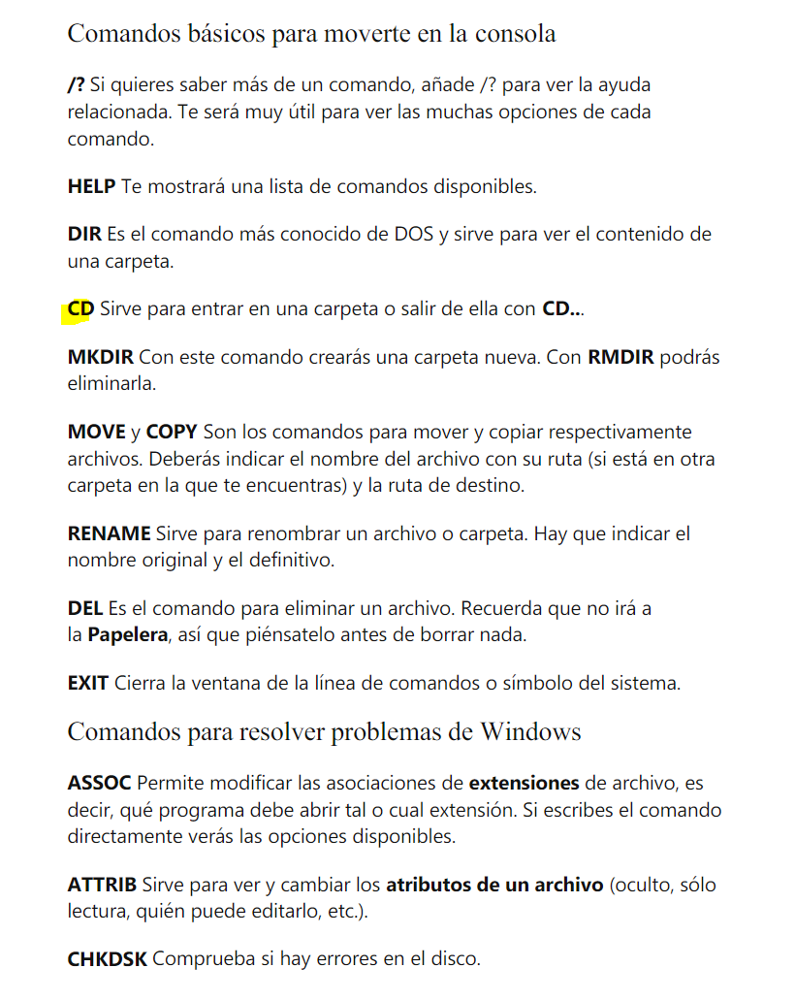 Comandos básicos para moverte en la consola
/? Si quieres saber más de un comando, añade /? para ver la ayuda
relacionada. Te será muy útil para ver las muchas opciones de cada
comando.
HELP Te mostrará una lista de comandos disponibles.
DIR Es el comando más conocido de DOS y sirve para ver el contenido de
una carpeta.
CD Sirve para entrar en una carpeta o salir de ella con CD...
MKDIR Con este comando crearás una carpeta nueva. Con RMDIR podrás
eliminarla.
MOVE y COPY Son los comandos para mover y copiar respectivamente
archivos. Deberás indicar el nombre del archivo con su ruta (si está en otra
carpeta en la que te encuentras) y la ruta de destino.
RENAME Sirve para renombrar un archivo o carpeta. Hay que indicar el
nombre original y el definitivo.
DEL Es el comando para eliminar un archivo. Recuerda que no irá a
la Papelera, así que piénsatelo antes de borrar nada.
EXIT Cierra la ventana de la línea de comandos o símbolo del sistema.
Comandos para resolver problemas de Windows
ASSOC Permite modificar las asociaciones de extensiones de archivo, es
decir, qué programa debe abrir tal o cual extensión. Si escribes el comando
directamente verás las opciones disponibles.
ATTRIB Sirve para ver y cambiar los atributos de un archivo (oculto, sólo
lectura, quién puede editarlo, etc.).
CHKDSK Comprueba si hay errores en el disco.